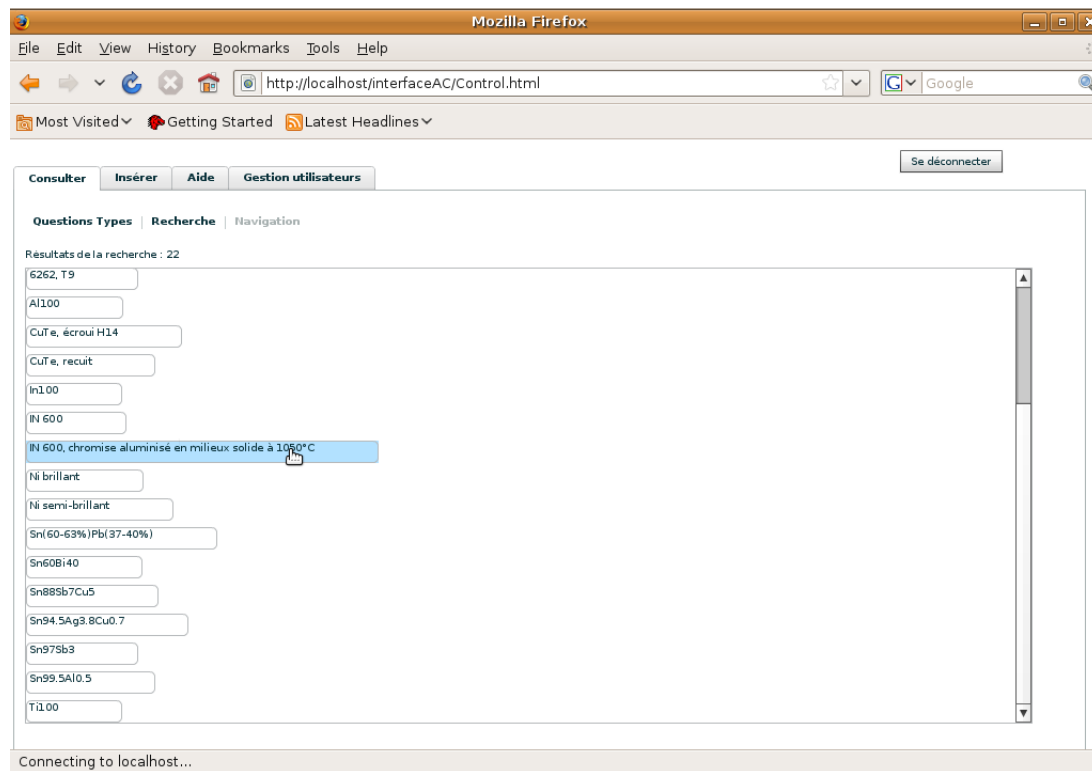 Mozilla Firefox
File Edit View History Bookmarks Tools Help
http://localhost/interfaceAC/Control.html
G Google
Most Visited Getting Started Latest Headlines
Se déconnecter
Consulter Insérer Aide Gestion utilisateurs
Questions Types | Recherche | Navigation
Résultats de la recherche : 22
6262, T9
Al100
CuTe, écroui H14
CuTe, recuit
In100
IN 600
IN 600, chromise aluminisé en milieux solide à 1050°C
Ni brillant
Ni semi-brillant
Sn(60-63%)Pb(37-40%)
Sn60Bi40
Sn88Sb7Cu5
Sn94.5Ag3.8Cu0.7
Sn97Sb3
Sn99.5Al0.5
Ti100
Connecting to localhost...